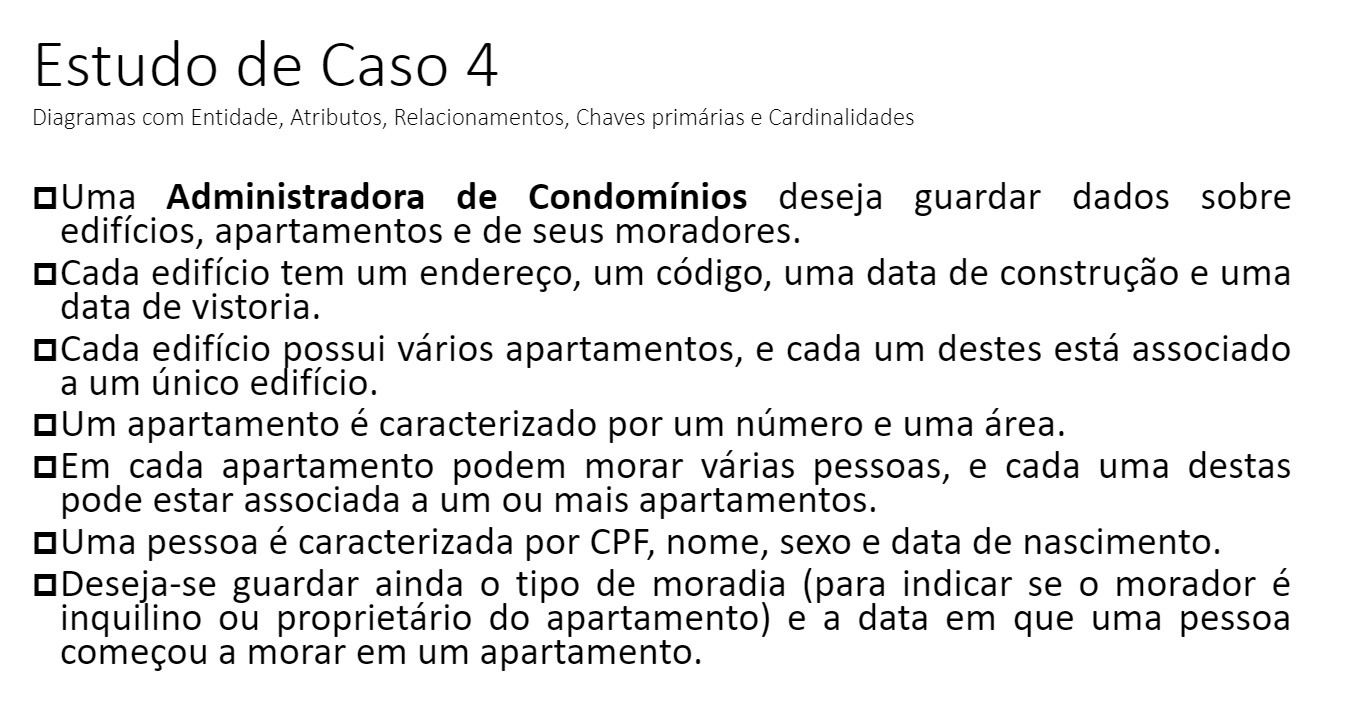 Estudo de Caso 4
Diagramas com Entidade, Atributos, Relacionamentos, Chaves primárias e Cardinalidades
Uma Administradora de Condomínios deseja guardar dados sobre
edifícios, apartamentos e de seus moradores.
Cada edifício tem um endereço, um código, uma data de construção e uma
data de vistoria.
Cada edifício possui vários apartamentos, e cada um destes está associado
a um único edifício.
Um apartamento é caracterizado por um número e uma área.
Em cada apartamento podem morar várias pessoas, e cada uma destas
pode estar associada a um ou mais apartamentos.
Uma pessoa é caracterizada por CPF, nome, sexo e data de nascimento.
Deseja-se guardar ainda o tipo de moradia (para indicar se o morador é
inquilino ou proprietário do apartamento) e a data em que uma pessoa
começou a morar em um apartamento.